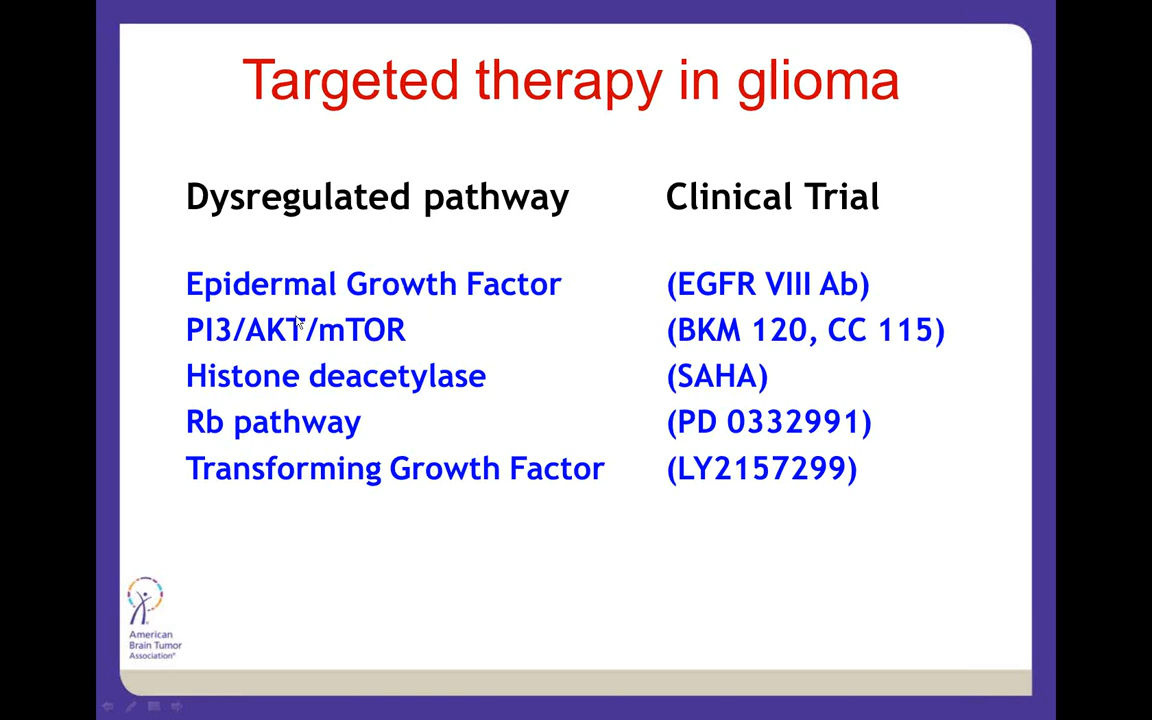 Targeted therapy in glioma
Dysregulated pathway Clinical Trial
Epidermal Growth Factor (EGFR VIII Ab)
PI3/AKT/mTOR (BKM 120, CC 115)
Histone deacetylase (SAHA)
Rb pathway (PD 0332991)
Transforming Growth Factor (LY2157299)
American
Brain Tumor
Association®